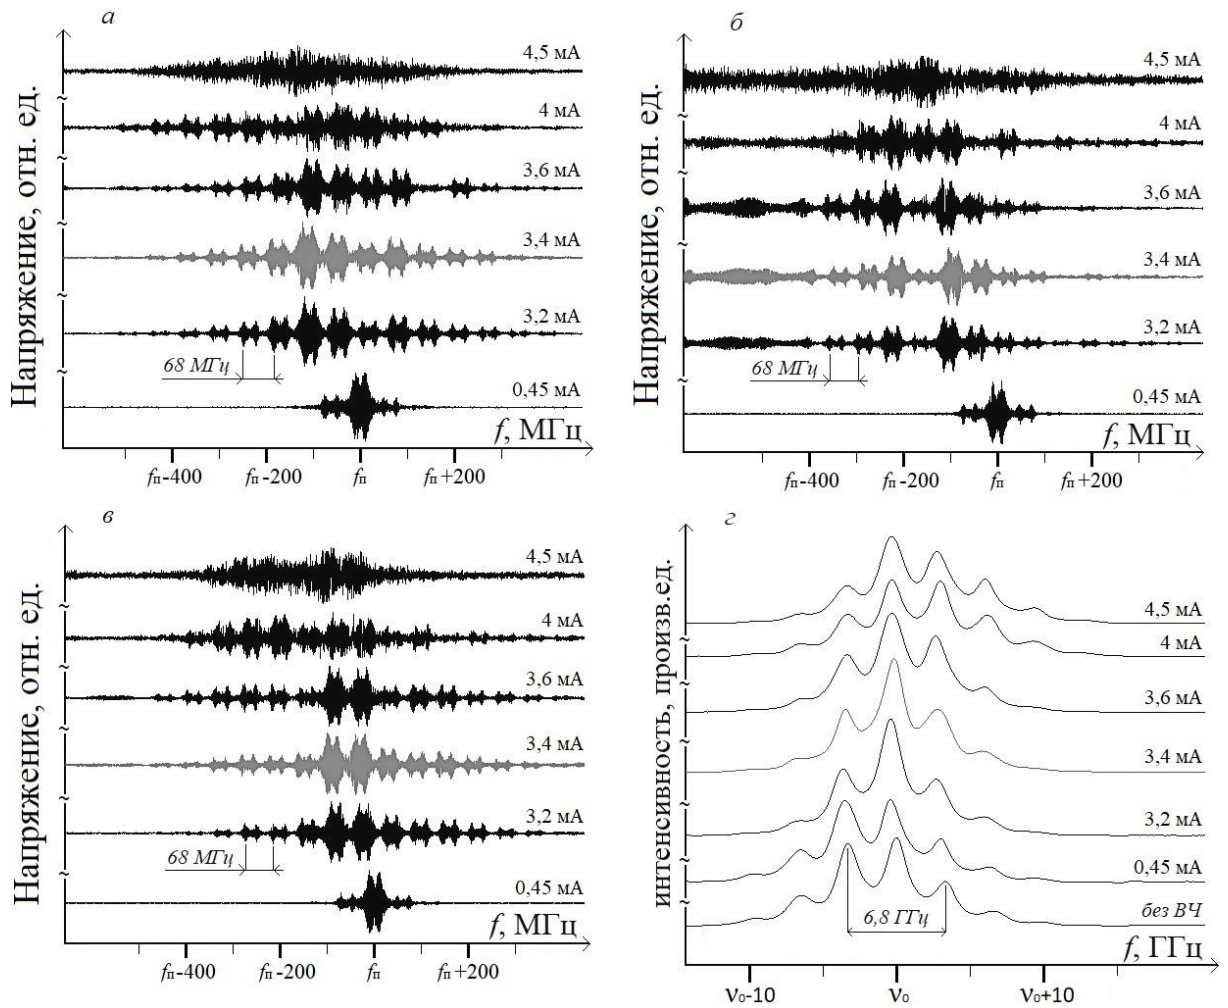 а
Напряжение, отн. ед.
4,5 мА
4 мА
3,6 мА
3,4 мА
3,2 мА
68 МГц
0,45 мА
f, МГц
fп-400
fп-200
fп
fп+200
б
Напряжение, отн. ед.
4,5 мА
4 мА
3,6 мА
3,4 мА
3,2 мА
68 МГц
0,45 мА
f, МГц
fп-400
fп-200
fп
fп+200
в
Напряжение, отн. ед.
4,5 мА
4 мА
3,6 мА
3,4 мА
3,2 мА
68 МГц
0,45 мА
f, МГц
fп-400
fп-200
fп
fп+200
г
интенсивность, произв.ед.
4,5 мА
4 мА
3,6 мА
3,4 мА
3,2 мА
0,45 мА
без ВЧ
6,8 ГГц
f, ГГц
ν₀-10
ν₀
ν₀+10